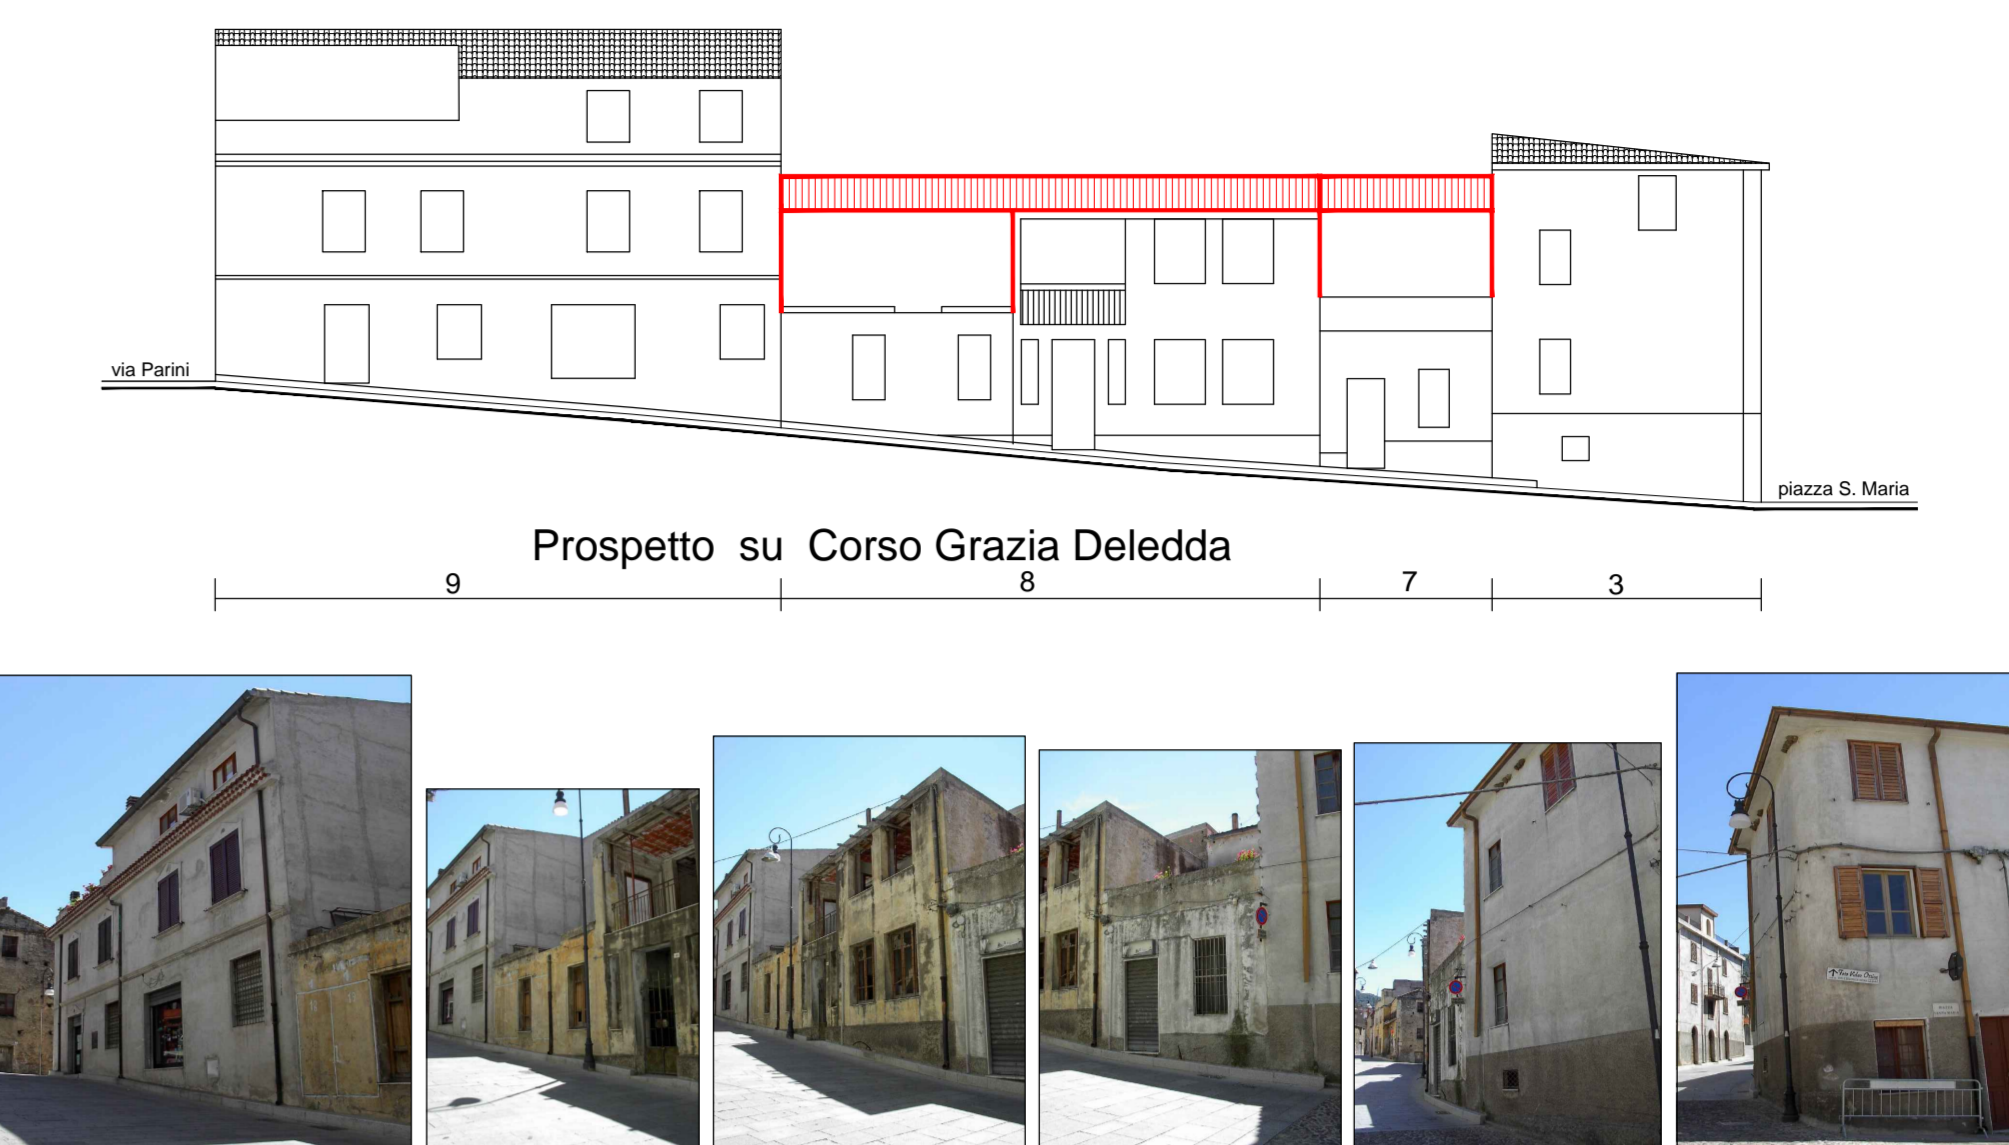 via Parini
piazza S. Maria
Prospetto su Corso Grazia Deledda
9 8 7 3